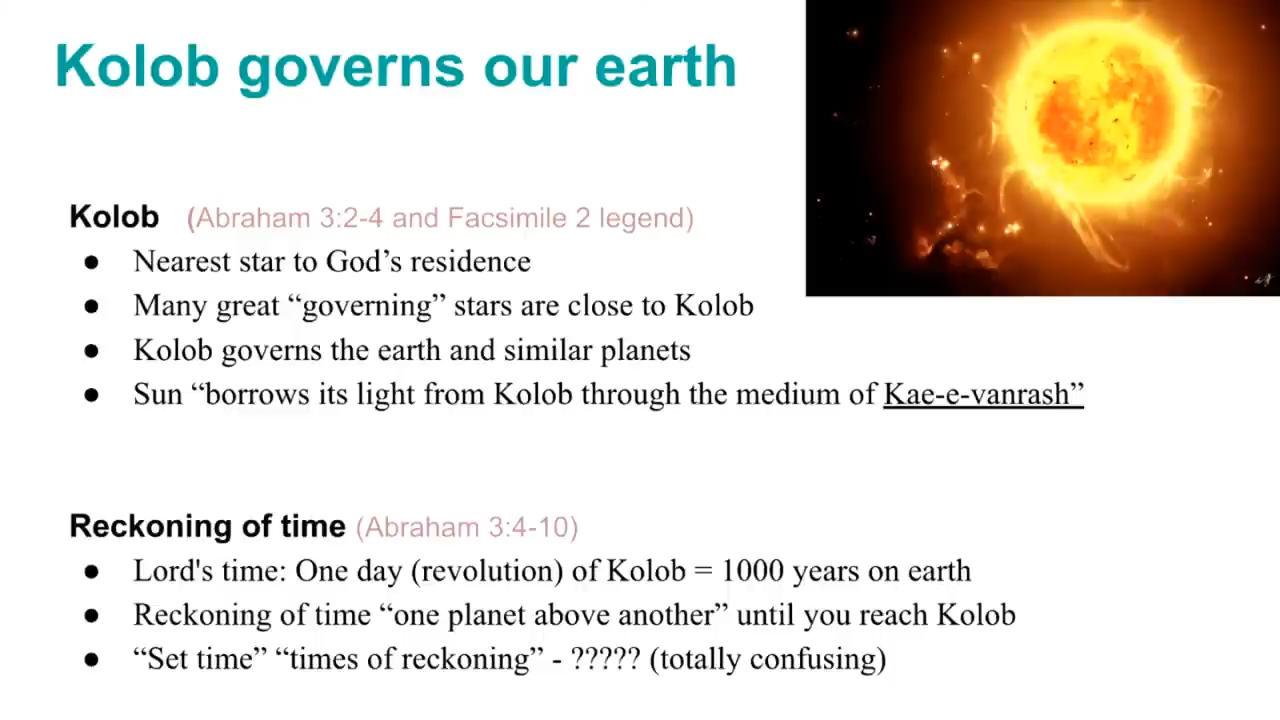 Kolob governs our earth
Kolob (Abraham 3:2-4 and Facsimile 2 legend)
● Nearest star to God’s residence
● Many great “governing” stars are close to Kolob
● Kolob governs the earth and similar planets
● Sun “borrows its light from Kolob through the medium of Kae-e-vanrash”
Reckoning of time (Abraham 3:4-10)
● Lord's time: One day (revolution) of Kolob = 1000 years on earth
● Reckoning of time “one planet above another” until you reach Kolob
● “Set time” “times of reckoning” - ????? (totally confusing)